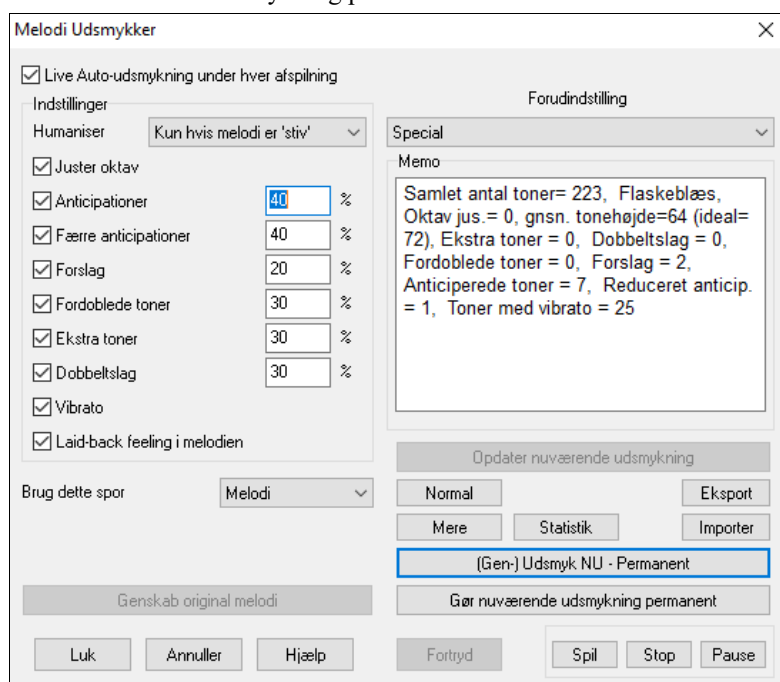 Melodi Udsmykker
Live Auto-udsmykning under hver afspilning
Indstillinger
Humaniser Kun hvis melodi er 'stiv'
Juster oktav
Anticipationer 40 %
Færre anticipationer 40 %
Forslag 20 %
Fordoblede toner 30 %
Ekstra toner 30 %
Dobbeltslag 30 %
Vibrato
Laid-back feeling i melodien
Brug dette spor Melodi
Genskab original melodi
Luk Annuller Hjælp
Forudindstilling
Special
Memo
Samlet antal toner= 223, Flaskeblæs,
Oktav jus.= 0, gnsn. tonehøjde=64 (ideal=
72), Ekstra toner = 0, Dobbeltslag = 0,
Fordoblede toner = 0, Forslag = 2,
Anticiperede toner = 7, Reduceret anticip.
= 1, Toner med vibrato = 25
Opdater nuværende udsmykning
Normal Eksport
Mere Statistik Importer
(Gen-) Udsmyk NU - Permanent
Gør nuværende udsmykning permanent
Fortryd Spil Stop Pause